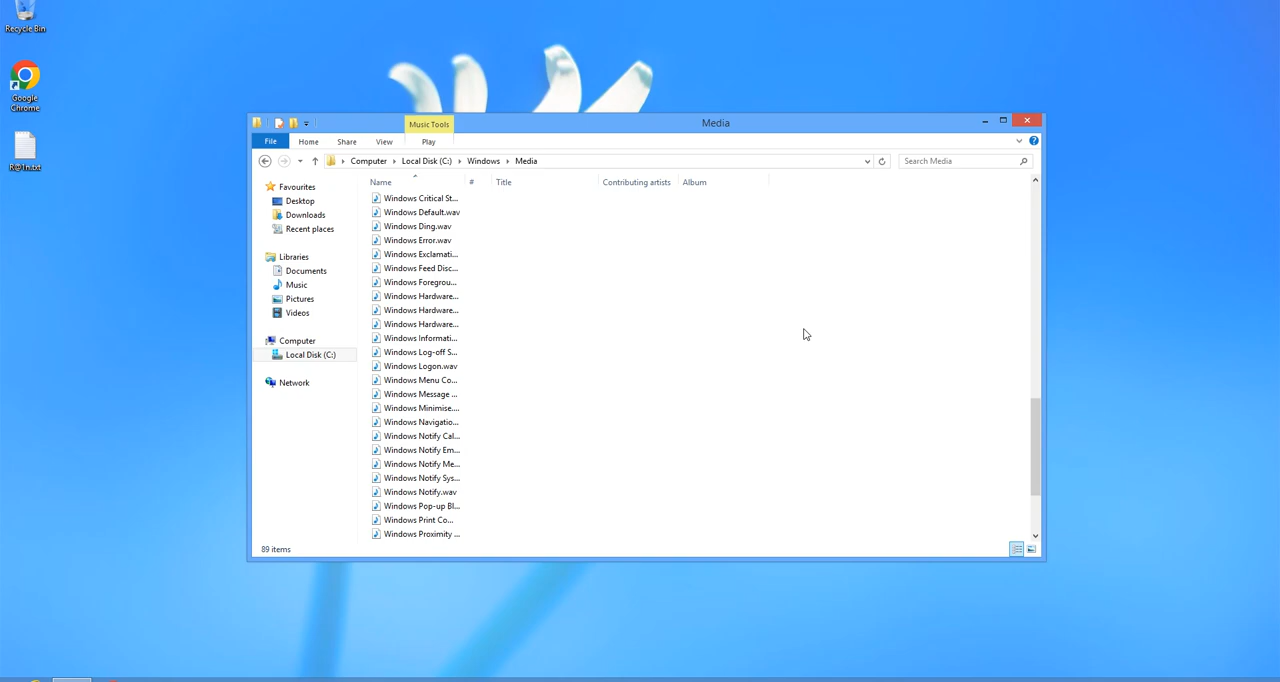 Recycle Bin
Google
Chrome
R@1n.txt
Music Tools
Media
File
Home
Share
View
Play
Computer
Local Disk (C:)
Windows
Media
Search Media
Name
#
Title
Contributing artists
Album
Favourites
Desktop
Downloads
Recent places
Libraries
Documents
Music
Pictures
Videos
Computer
Local Disk (C:)
Network
Windows Critical St...
Windows Default.wav
Windows Ding.wav
Windows Error.wav
Windows Exclamati...
Windows Feed Disc...
Windows Foregrou...
Windows Hardware...
Windows Hardware...
Windows Hardware...
Windows Informati...
Windows Log-off S...
Windows Logon.wav
Windows Menu Co...
Windows Message ...
Windows Minimise....
Windows Navigatio...
Windows Notify Cal...
Windows Notify Em...
Windows Notify Me...
Windows Notify Sys...
Windows Notify.wav
Windows Pop-up Bl...
Windows Print Co...
Windows Proximity ...
89 items